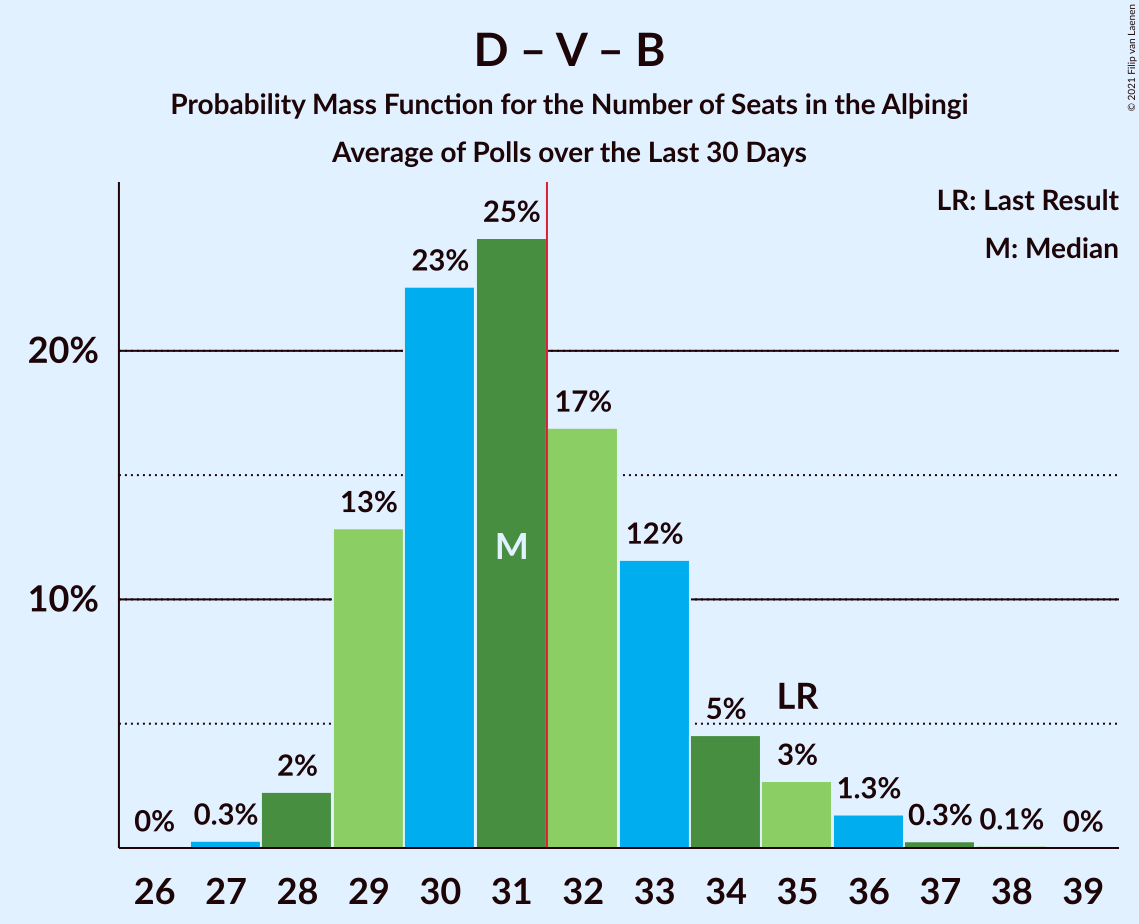 D – V – B
Probability Mass Function for the Number of Seats in the Alþingi
Average of Polls over the Last 30 Days
© 2021 Filip van Laenen
LR: Last Result
M: Median
25%
23%
20%
17%
13%
12%
M
10%
LR
5%
3%
2%
1.3%
0% 0.3% 0.3% 0.1% 0%
26 27 28 29 30 31 32 33 34 35 36 37 38 39